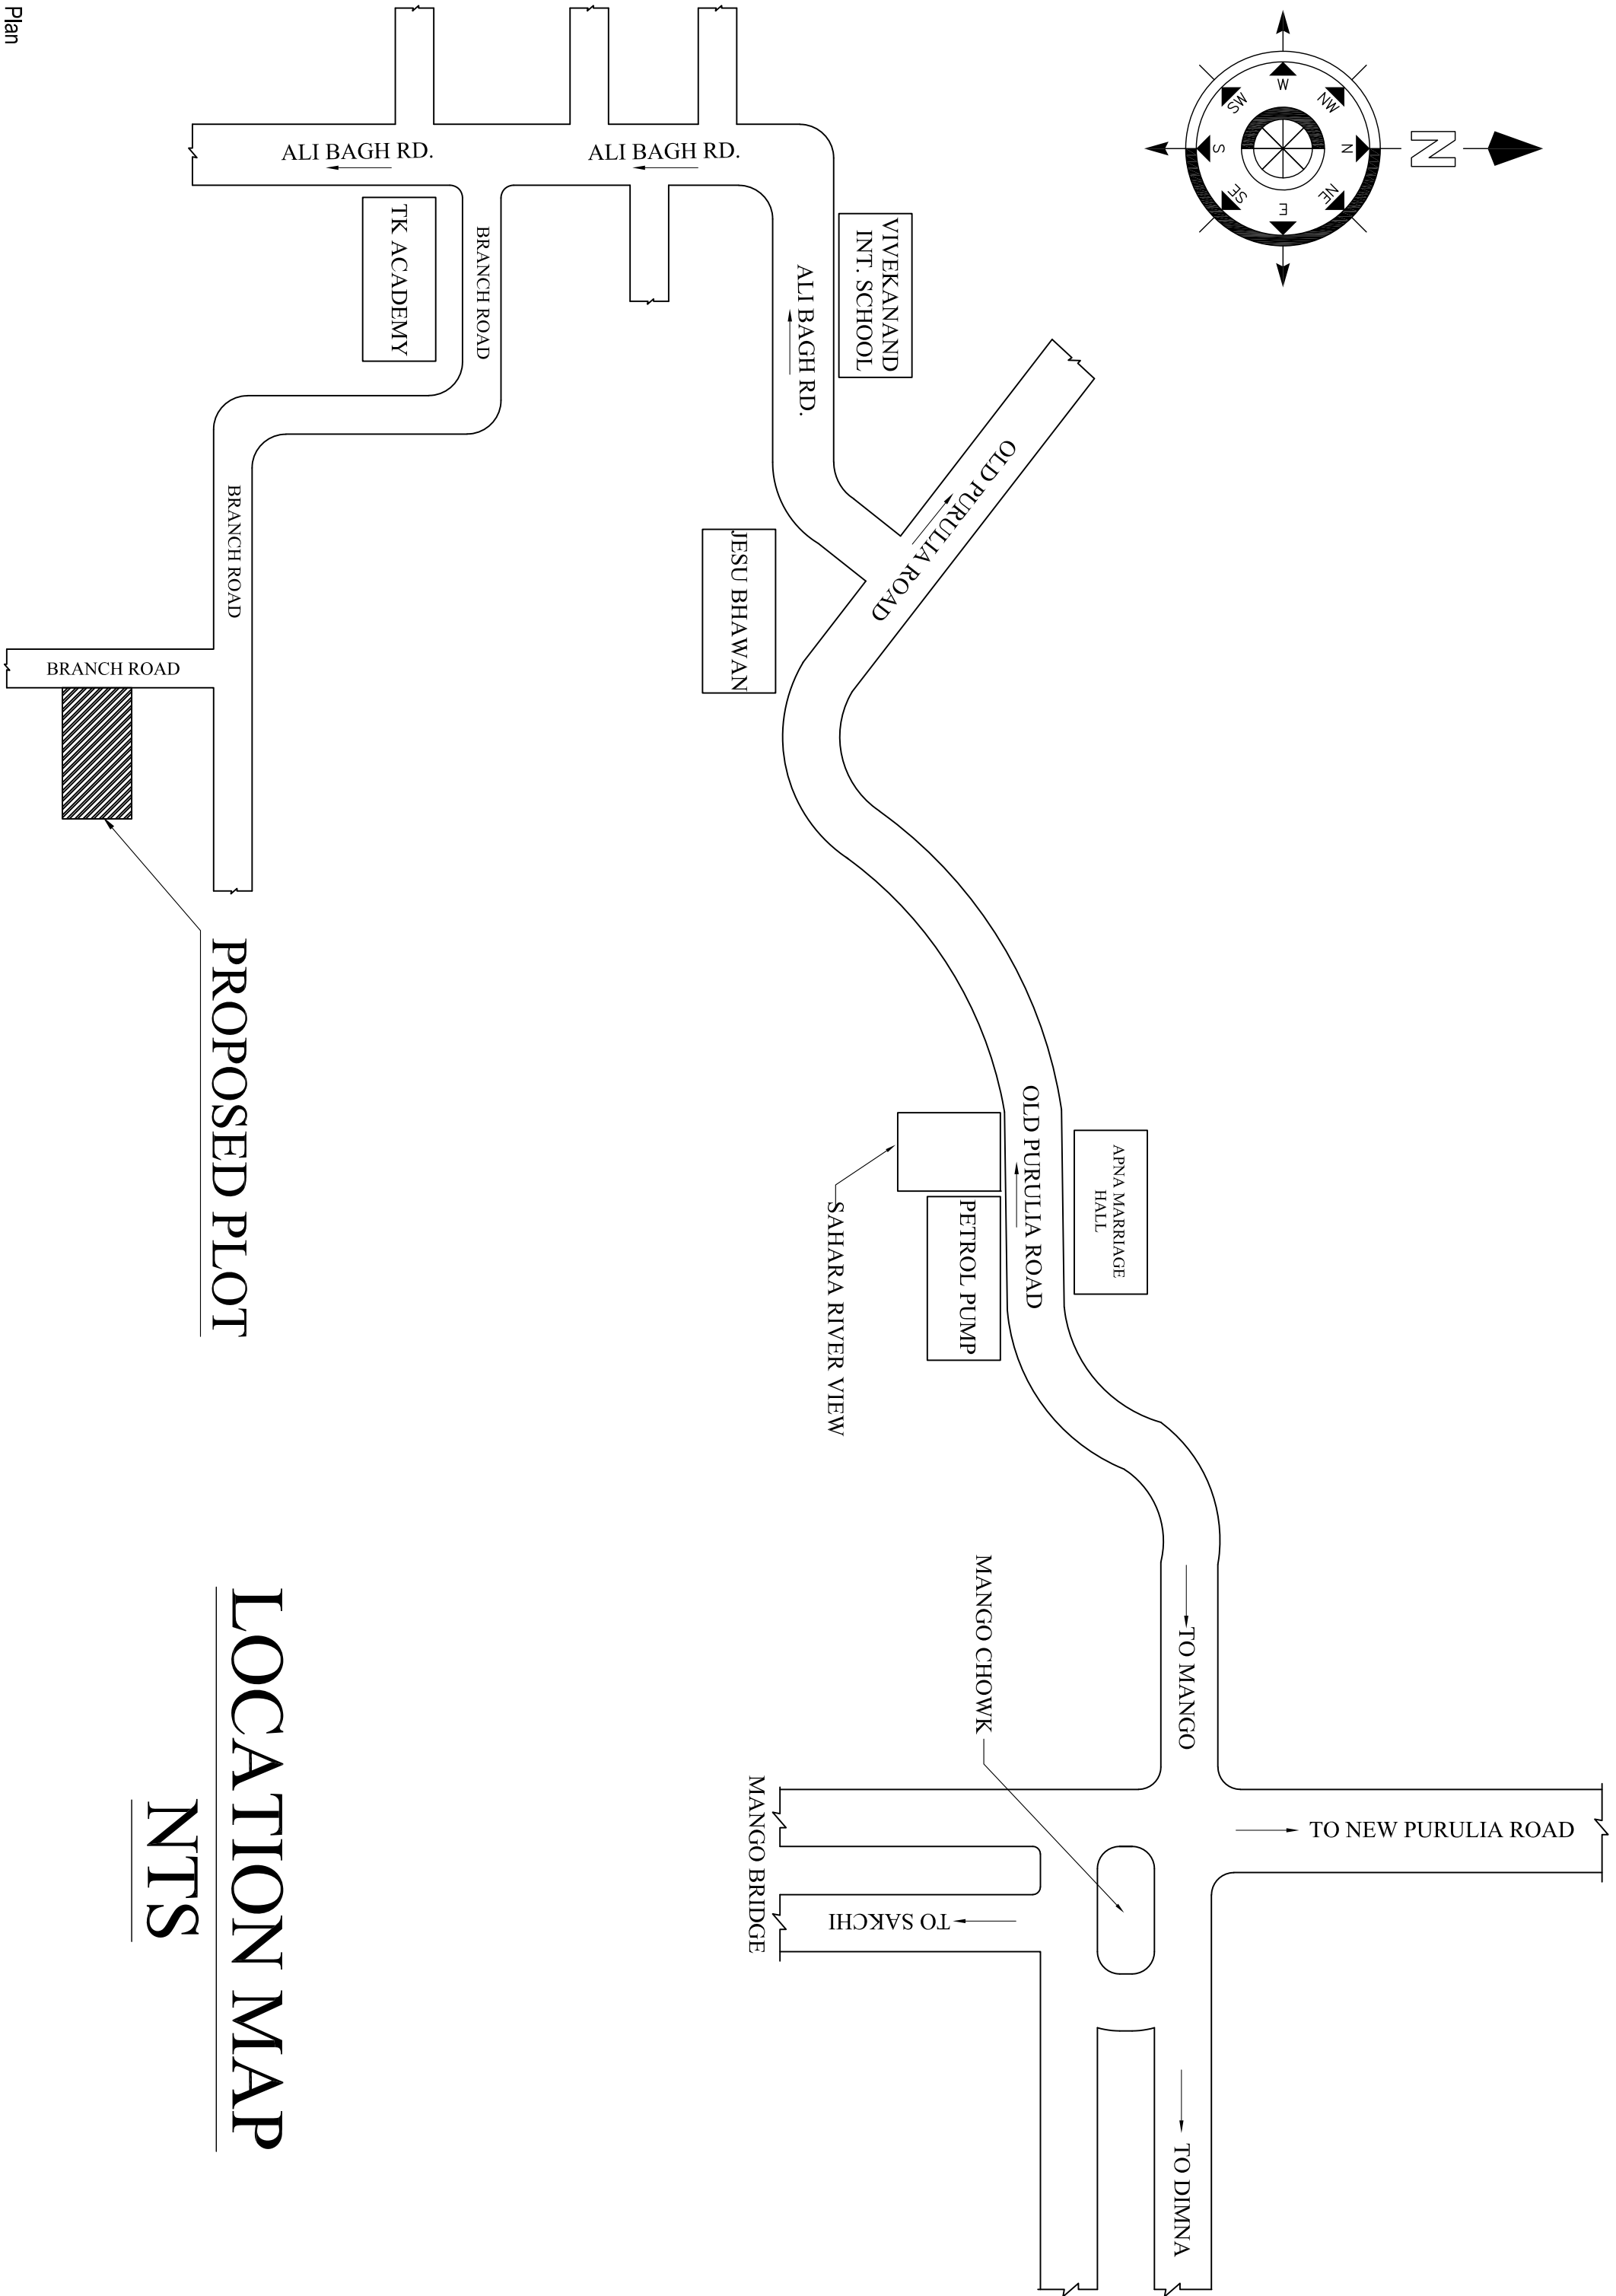 Plan
N
N
NE
E
SE
S
SW
W
NW
TO NEW PURULIA ROAD
APNA MARRIAGE
HALL
TO MANGO
TO DIMNA
OLD PURULIA ROAD
OLD PURULIA ROAD
VIVEKANAND
INT. SCHOOL
ALI BAGH RD.
PETROL PUMP
MANGO CHOWK
TO SAKCHI
SAHARA RIVER VIEW
MANGO BRIDGE
JESU BHAWAN
ALI BAGH RD.
ALI BAGH RD.
BRANCH ROAD
TK ACADEMY
BRANCH ROAD
BRANCH ROAD
PROPOSED PLOT
LOCATION MAP
NTS